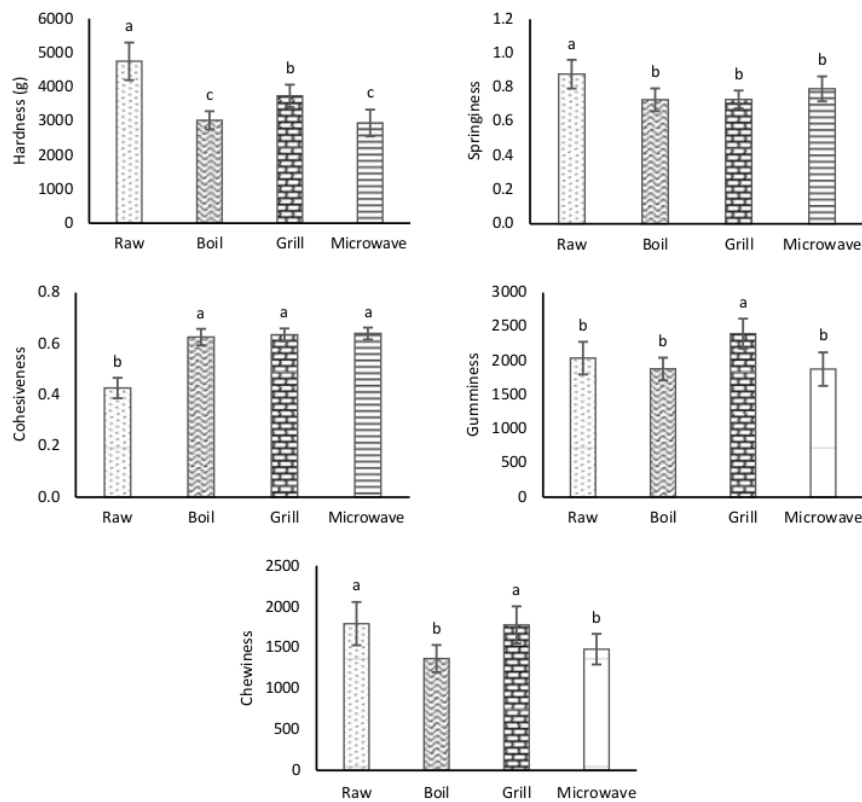 Hardness (g)
6000
5000
4000
3000
2000
1000
0
a
c
b
c
Raw Boil Grill Microwave
Springiness
1.2
1.0
0.8
0.6
0.4
0.2
0.0
a
b
b
b
Raw Boil Grill Microwave
Cohesiveness
0.8
0.6
0.4
0.2
0.0
b
a
a
a
Raw Boil Grill Microwave
Gumminess
3000
2500
2000
1500
1000
500
0
b
b
a
b
Raw Boil Grill Microwave
Chewiness
2500
2000
1500
1000
500
0
a
b
a
b
Raw Boil Grill Microwave